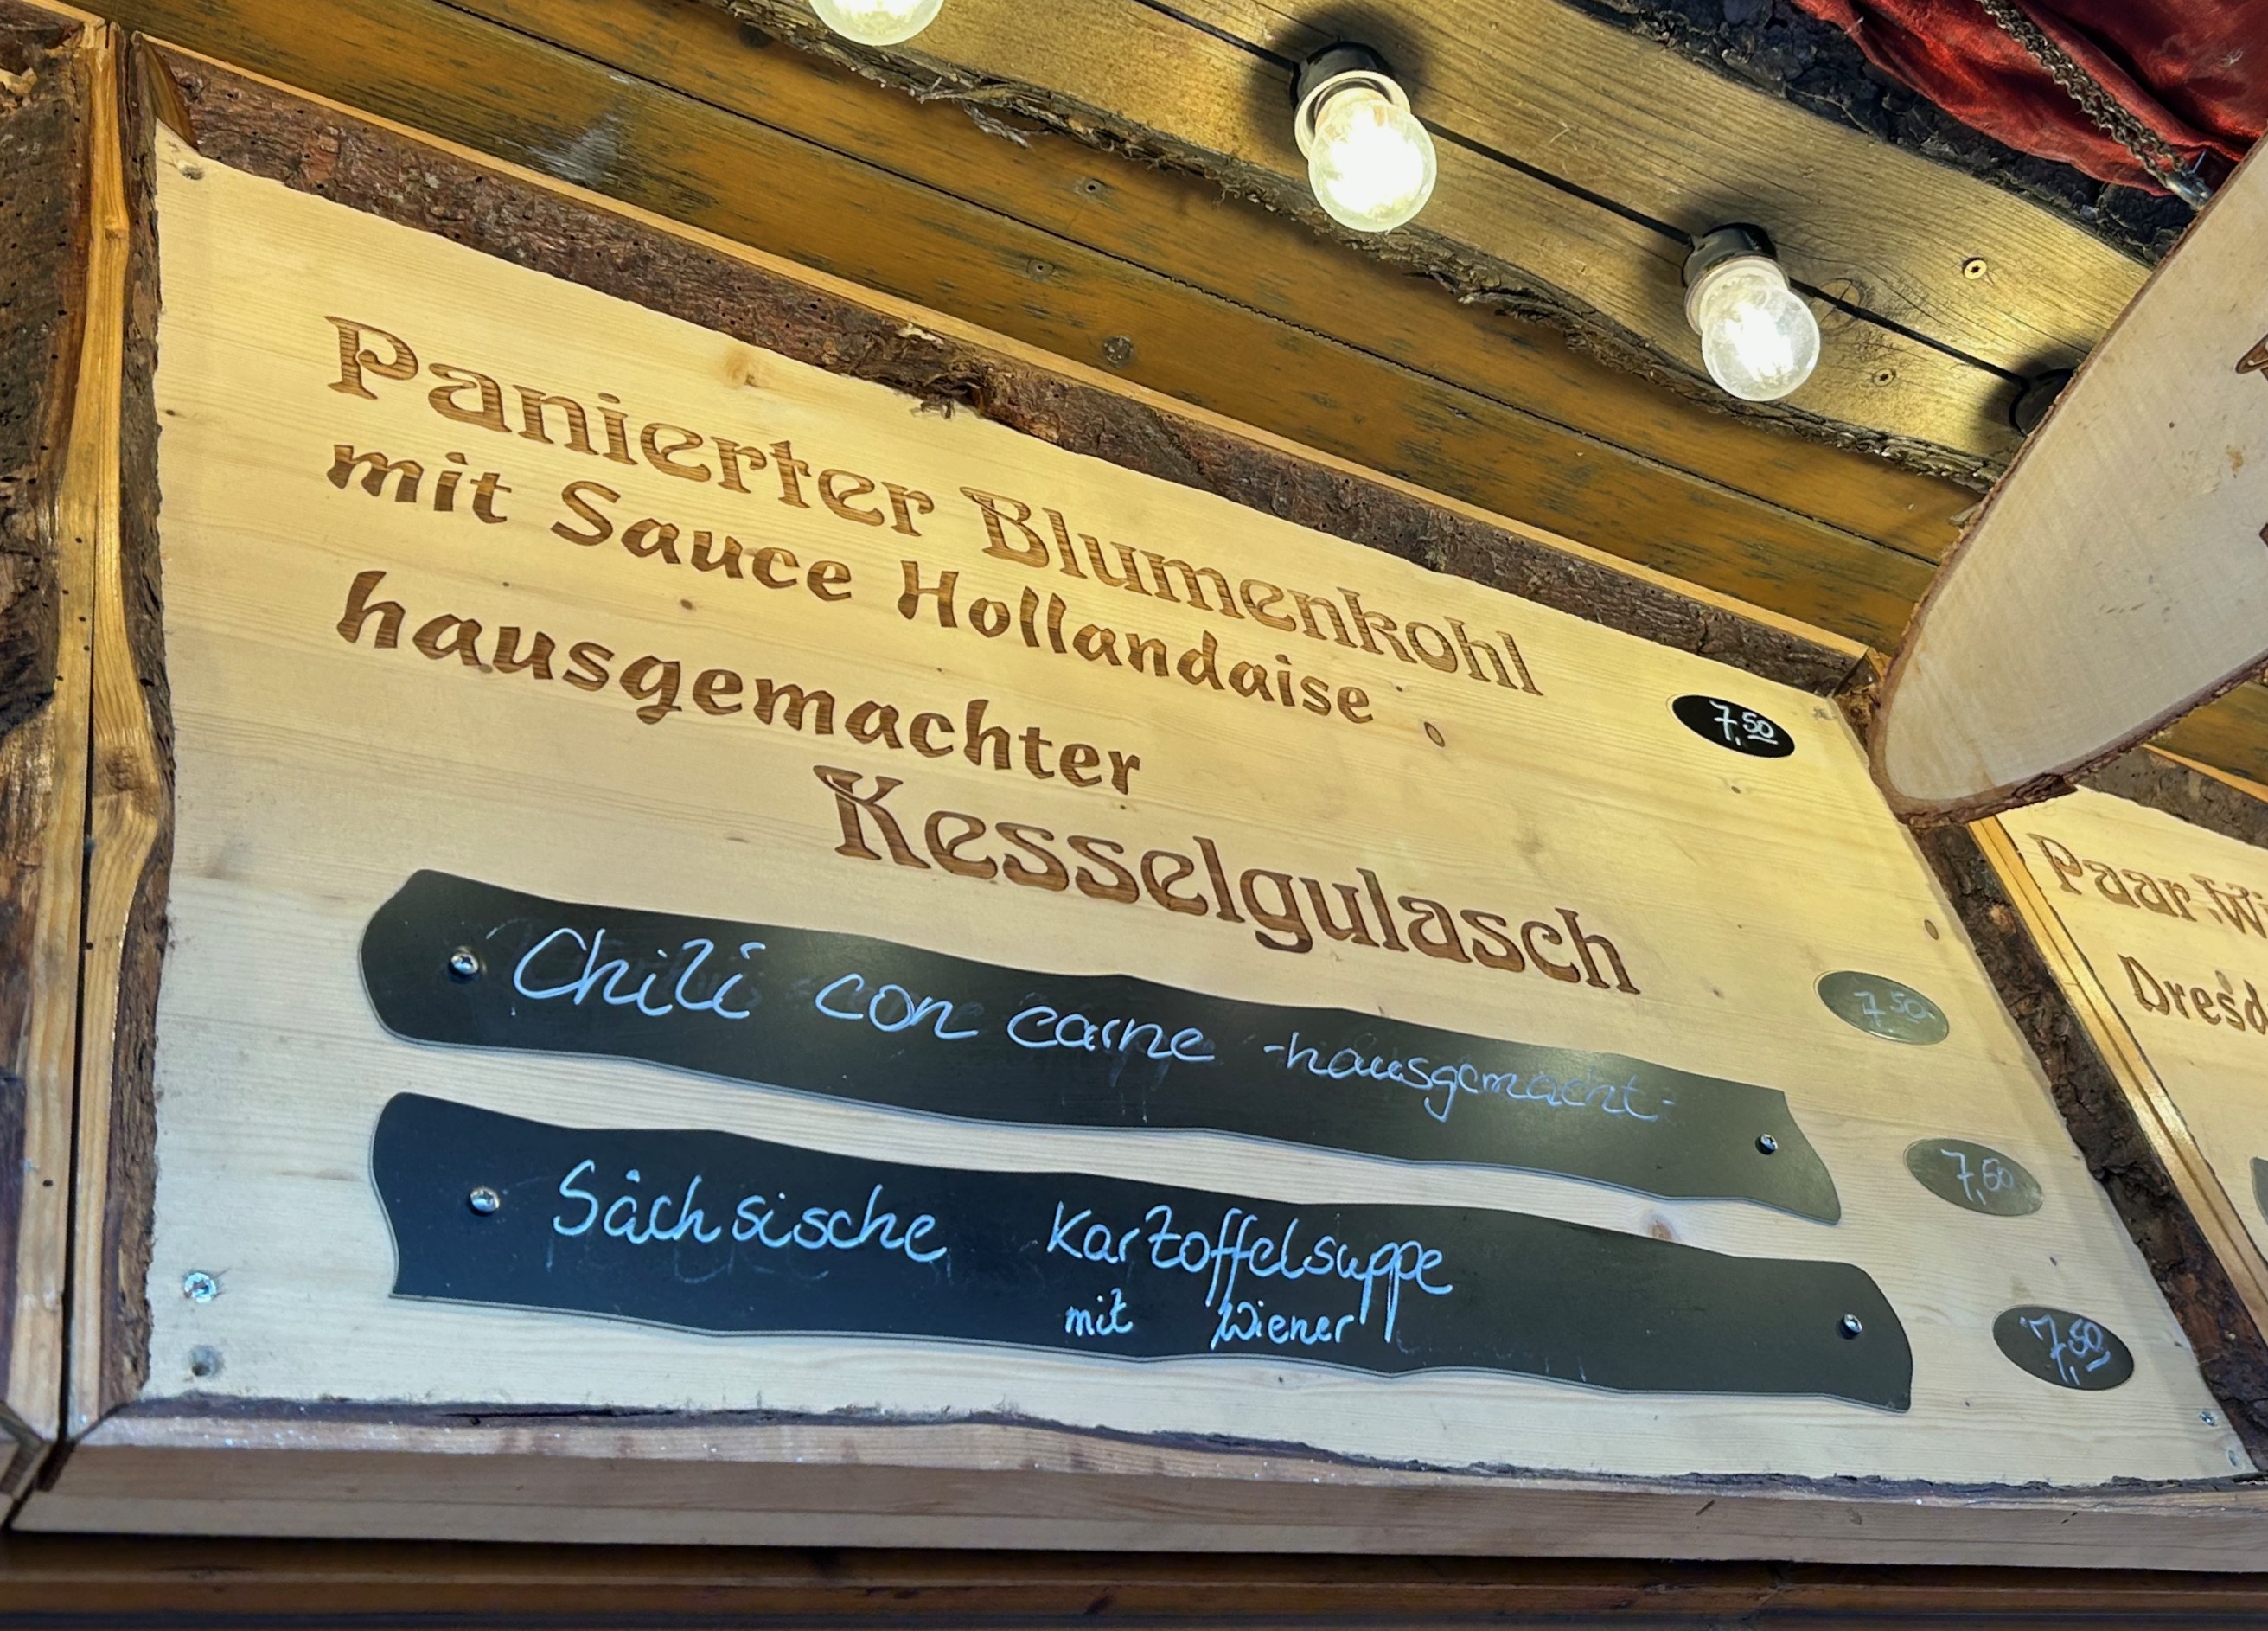 Panierter Blumenkohl
mit Sauce Hollandaise
7,50
hausgemachter
Kesselgulasch
7,50
Chili con carne -hausgemacht-
7,50
Sächsische Kartoffelsuppe
mit Wiener
7,50
Paar